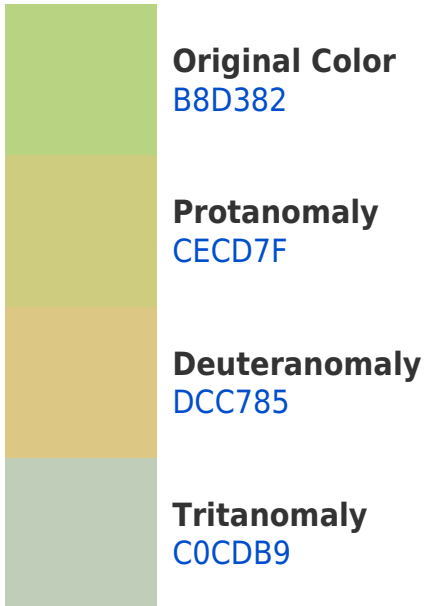 Original Color
B8D382
Protanomaly
CECD7F
Deuteranomaly
DCC785
Tritanomaly
C0CDB9